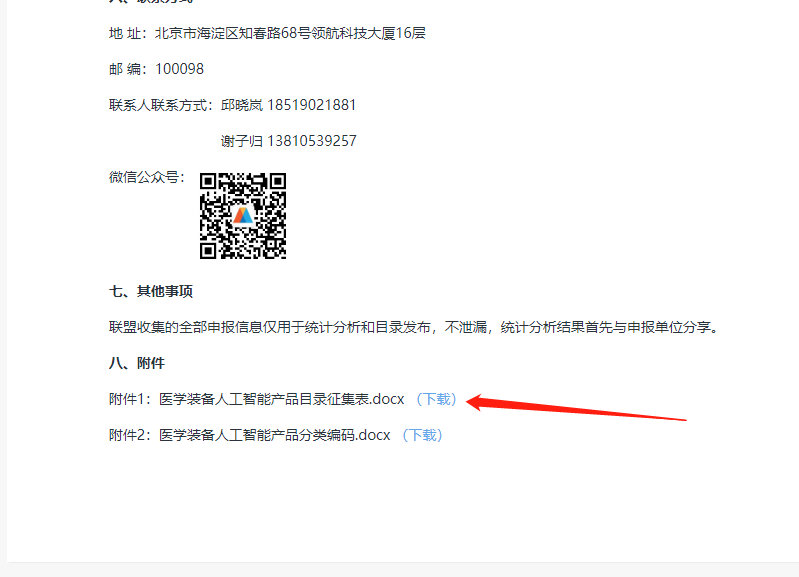 地 址：北京市海淀区知春路68号领航科技大厦16层
邮 编：100098
联系人联系方式：邱晓岚 18519021881
谢子归 13810539257
微信公众号：
七、其他事项
联盟收集的全部申报信息仅用于统计分析和目录发布，不泄漏，统计分析结果首先与申报单位分享。
八、附件
附件1：医学装备人工智能产品目录征集表.docx （下载）
附件2：医学装备人工智能产品分类编码.docx （下载）